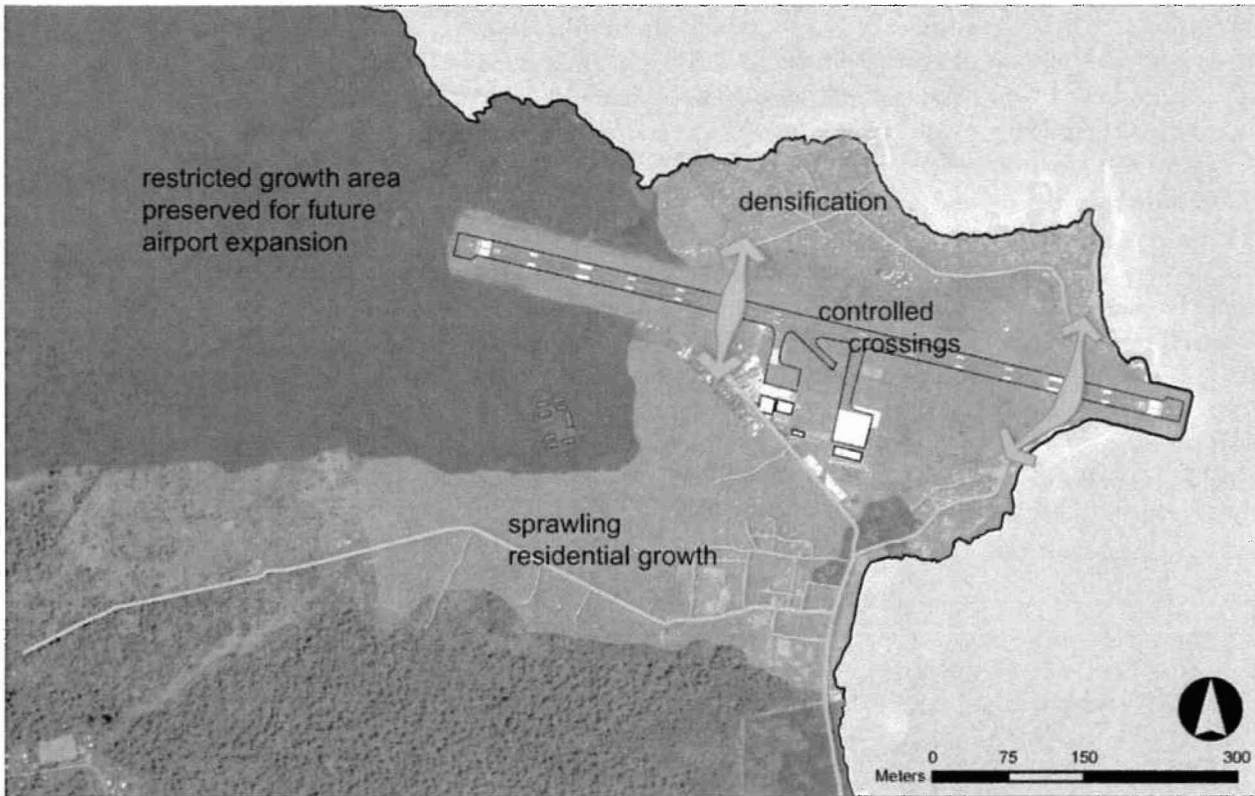 restricted growth area
preserved for future
airport expansion
densification
controlled
crossings
sprawling
residential growth
0 75 150 300
Meters